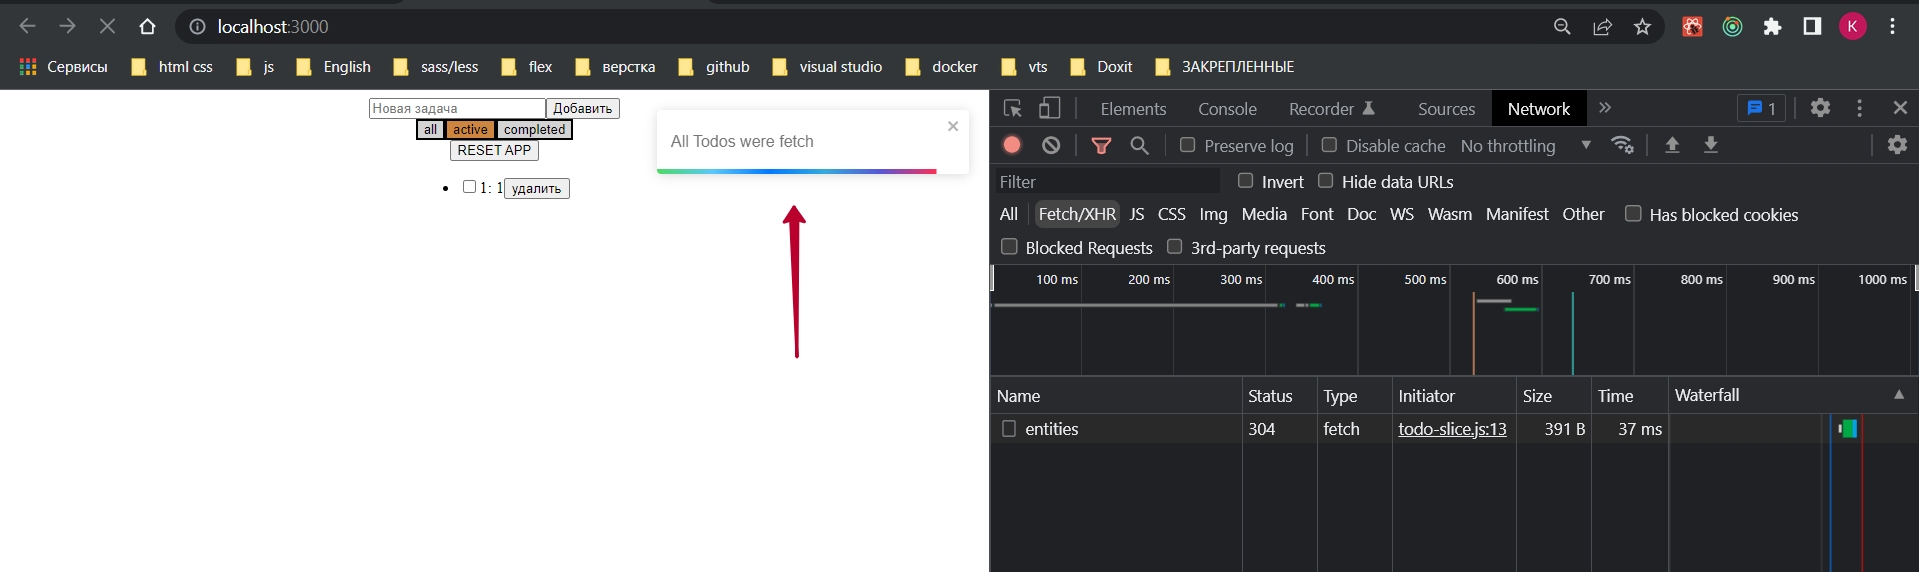 localhost:3000
K
Сервисы html css js English sass/less flex верстка github visual studio docker vts Doxit ЗАКРЕПЛЕННЫЕ
Новая задача Добавить
all active completed
RESET APP
1: 1 удалить
All Todos were fetch
Elements Console Recorder Sources Network 1
Preserve log Disable cache No throttling
Filter Invert Hide data URLs
All Fetch/XHR JS CSS Img Media Font Doc WS Wasm Manifest Other Has blocked cookies
Blocked Requests 3rd-party requests
100 ms 200 ms 300 ms 400 ms 500 ms 600 ms 700 ms 800 ms 900 ms 1000 ms
Name Status Type Initiator Size Time Waterfall
entities 304 fetch todo-slice.js:13 391 B 37 ms